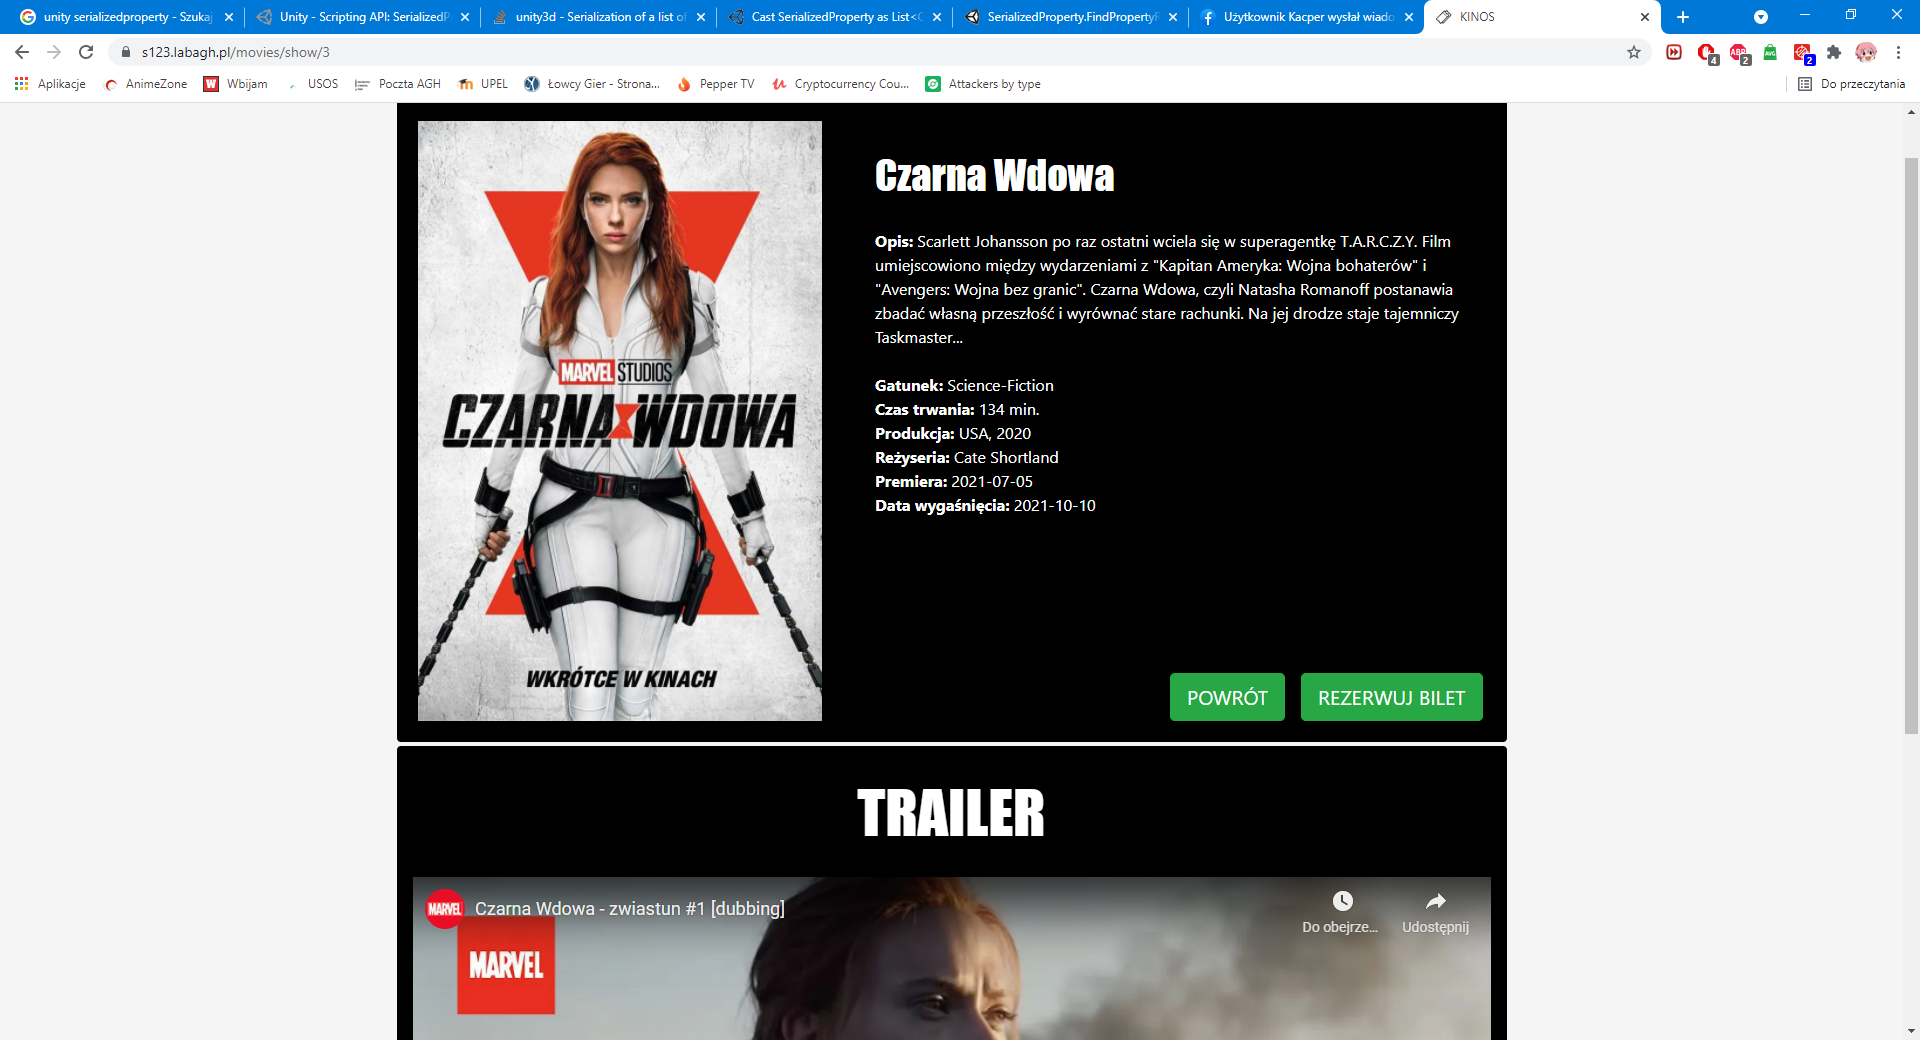 unity serializedproperty - Szukaj
Unity - Scripting API: SerializedP
unity3d - Serialization of a list of
Cast SerializedProperty as List<C
SerializedProperty.FindPropertyR
Użytkownik Kacper wysłał wiado
KINOS
s123.labagh.pl/movies/show/3
4
2
2
Aplikacje
AnimeZone
W
Wbijam
USOS
Poczta AGH
UPEL
Łowcy Gier - Strona...
Pepper TV
Cryptocurrency Cou...
Attackers by type
Do przeczytania
MARVEL STUDIOS
CZARNA WDOWA
WKRÓTCE W KINACH
Czarna Wdowa
Opis: Scarlett Johansson po raz ostatni wciela się w superagentkę T.A.R.C.Z.Y. Film
umiejscowiono między wydarzeniami z "Kapitan Ameryka: Wojna bohaterów" i
"Avengers: Wojna bez granic". Czarna Wdowa, czyli Natasha Romanoff postanawia
zbadać własną przeszłość i wyrównać stare rachunki. Na jej drodze staje tajemniczy
Taskmaster...
Gatunek: Science-Fiction
Czas trwania: 134 min.
Produkcja: USA, 2020
Reżyseria: Cate Shortland
Premiera: 2021-07-05
Data wygaśnięcia: 2021-10-10
POWRÓT
REZERWUJ BILET
TRAILER
MARVEL
Czarna Wdowa - zwiastun #1 [dubbing]
Do obejrze...
Udostępnij
MARVEL